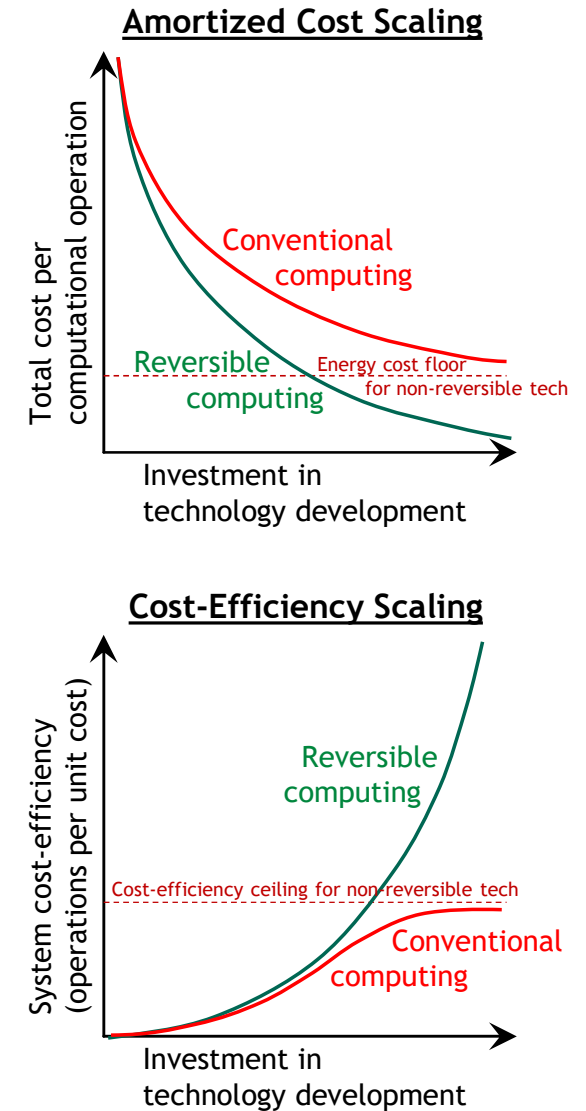 Amortized Cost Scaling
Total cost per
computational operation
Conventional
computing
Reversible
computing
Energy cost floor
for non-reversible tech
Investment in
technology development
Cost-Efficiency Scaling
System cost-efficiency
(operations per unit cost)
Reversible
computing
Cost-efficiency ceiling for non-reversible tech
Conventional
computing
Investment in
technology development